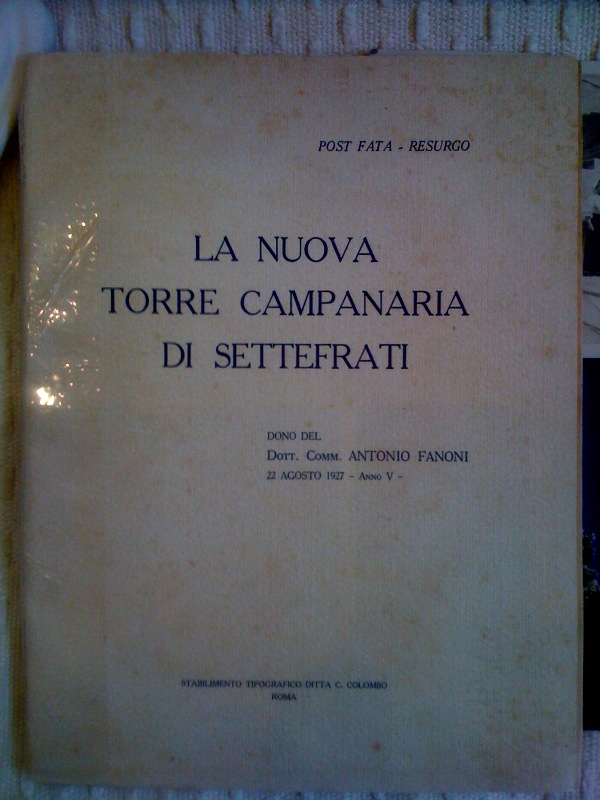 POST FATA - RESURGO
LA NUOVA
TORRE CAMPANARIA
DI SETTEFRATI
DONO DEL
DOTT. COMM. ANTONIO FANONI
22 AGOSTO 1927 - ANNO V -
STABILIMENTO TIPOGRAFICO DITTA C. COLOMBO
ROMA